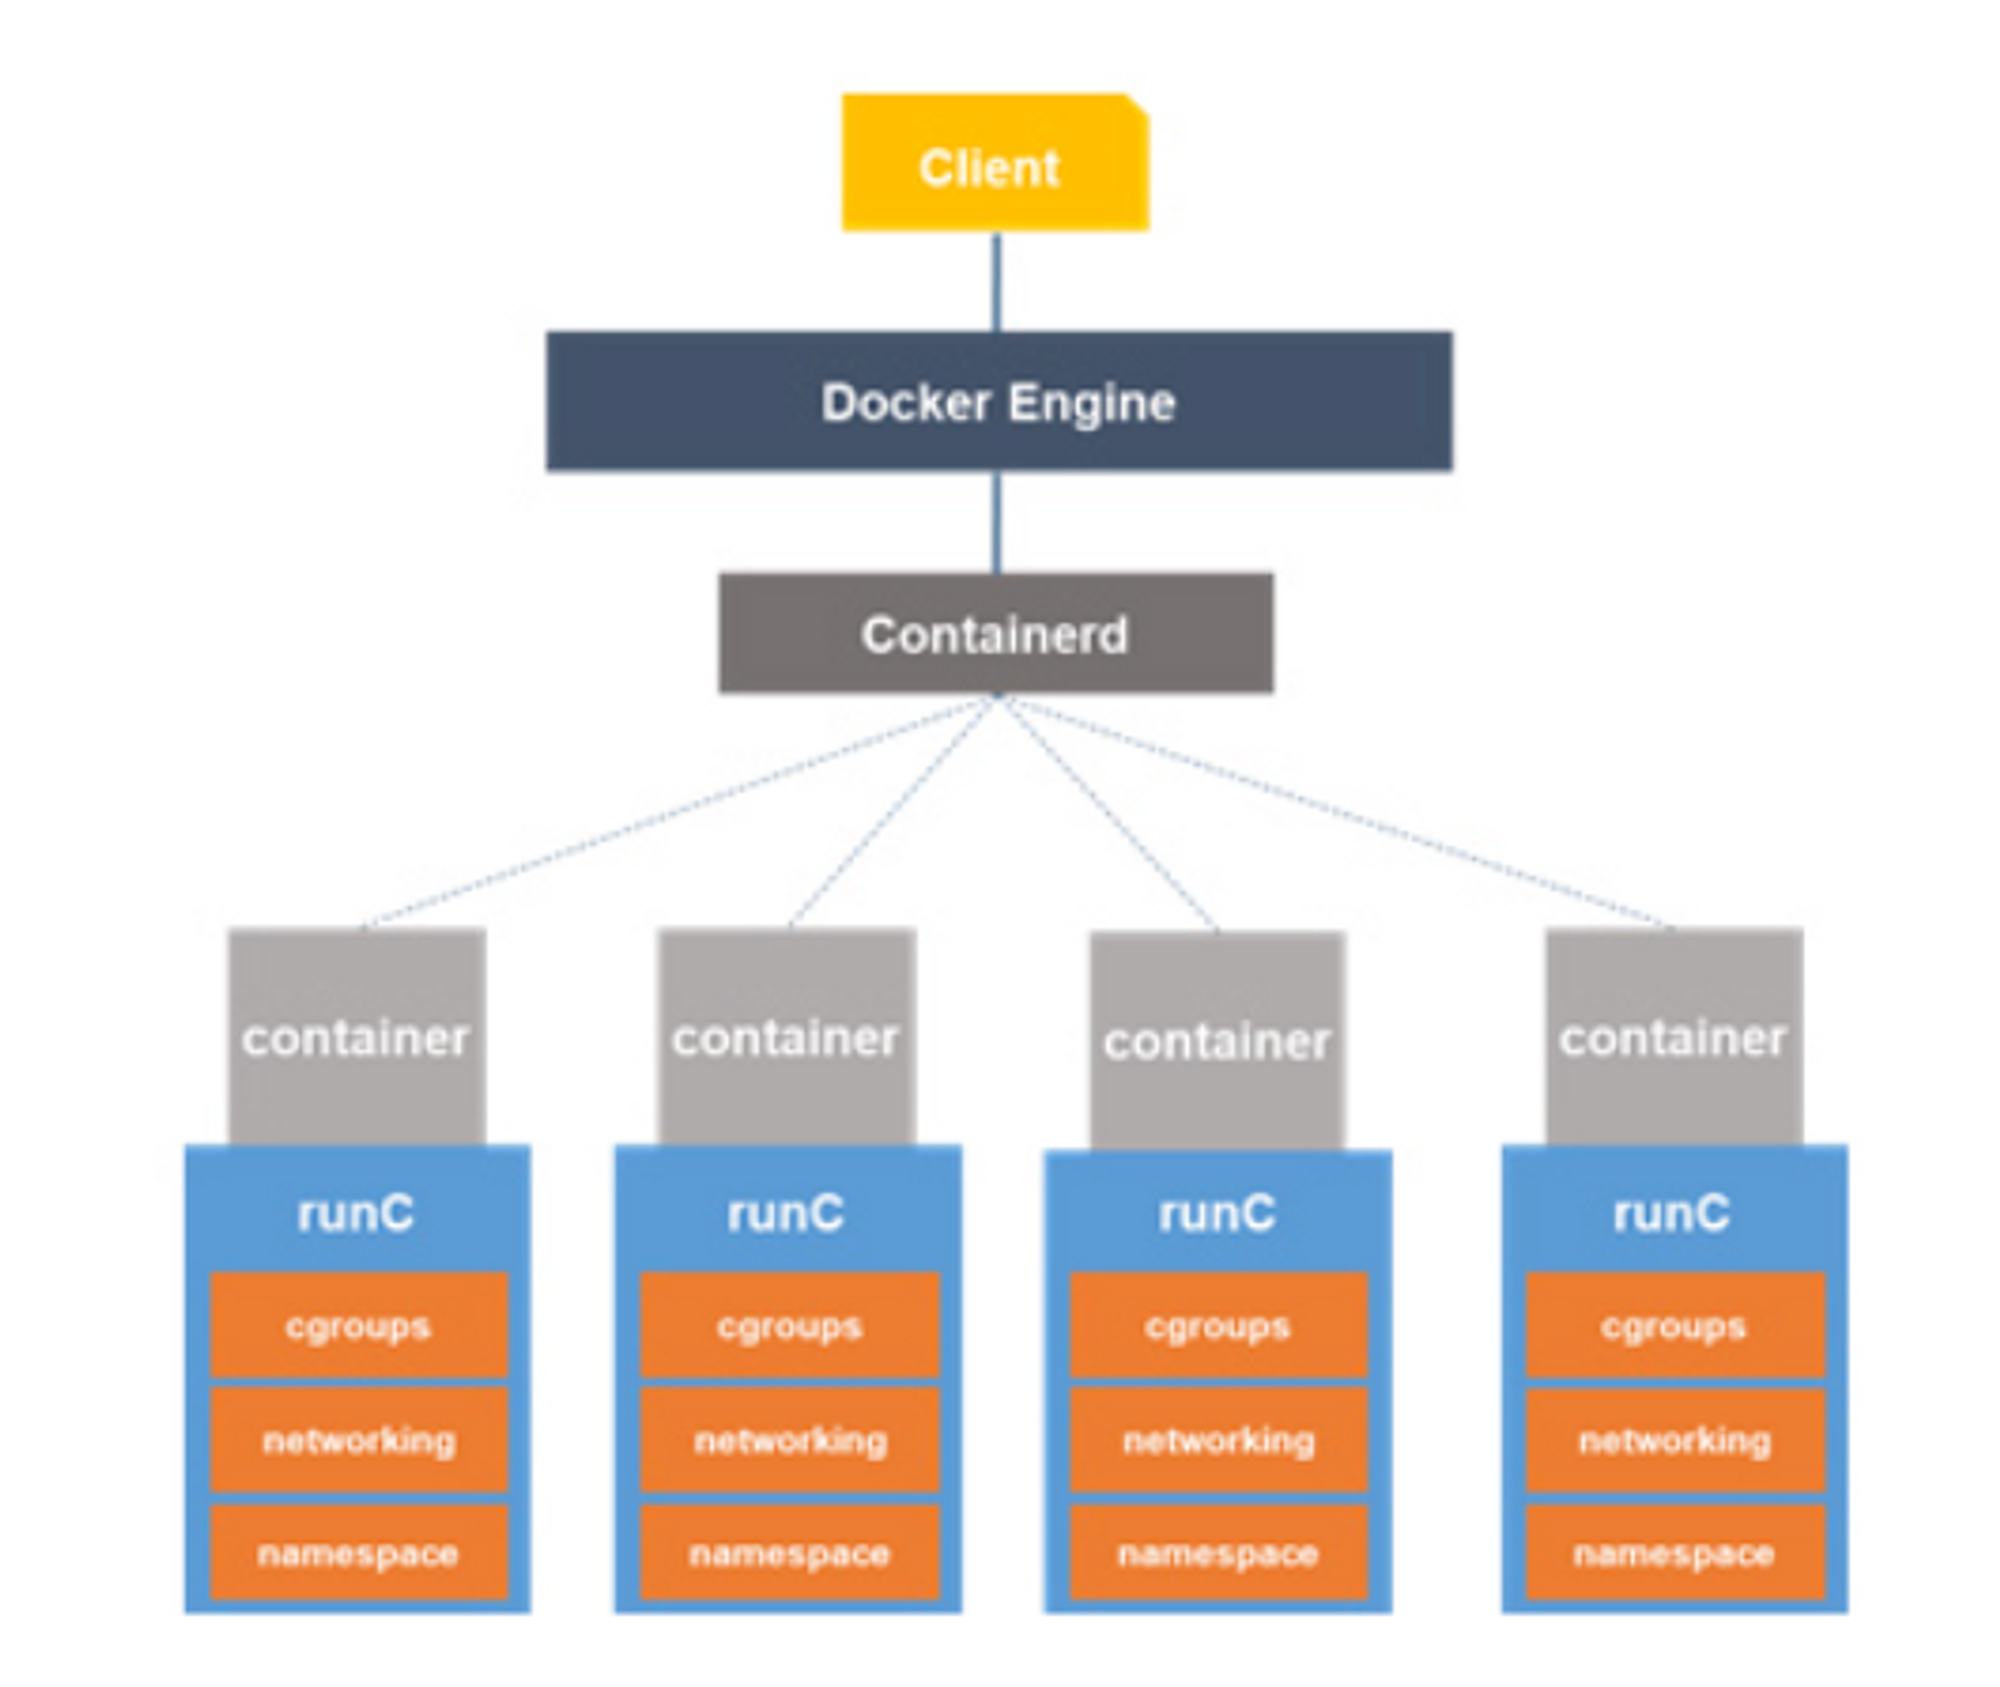 Client
Docker Engine
Containerd
container
container
container
container
runC
runC
runC
runC
cgroups
cgroups
cgroups
cgroups
networking
networking
networking
networking
namespace
namespace
namespace
namespace